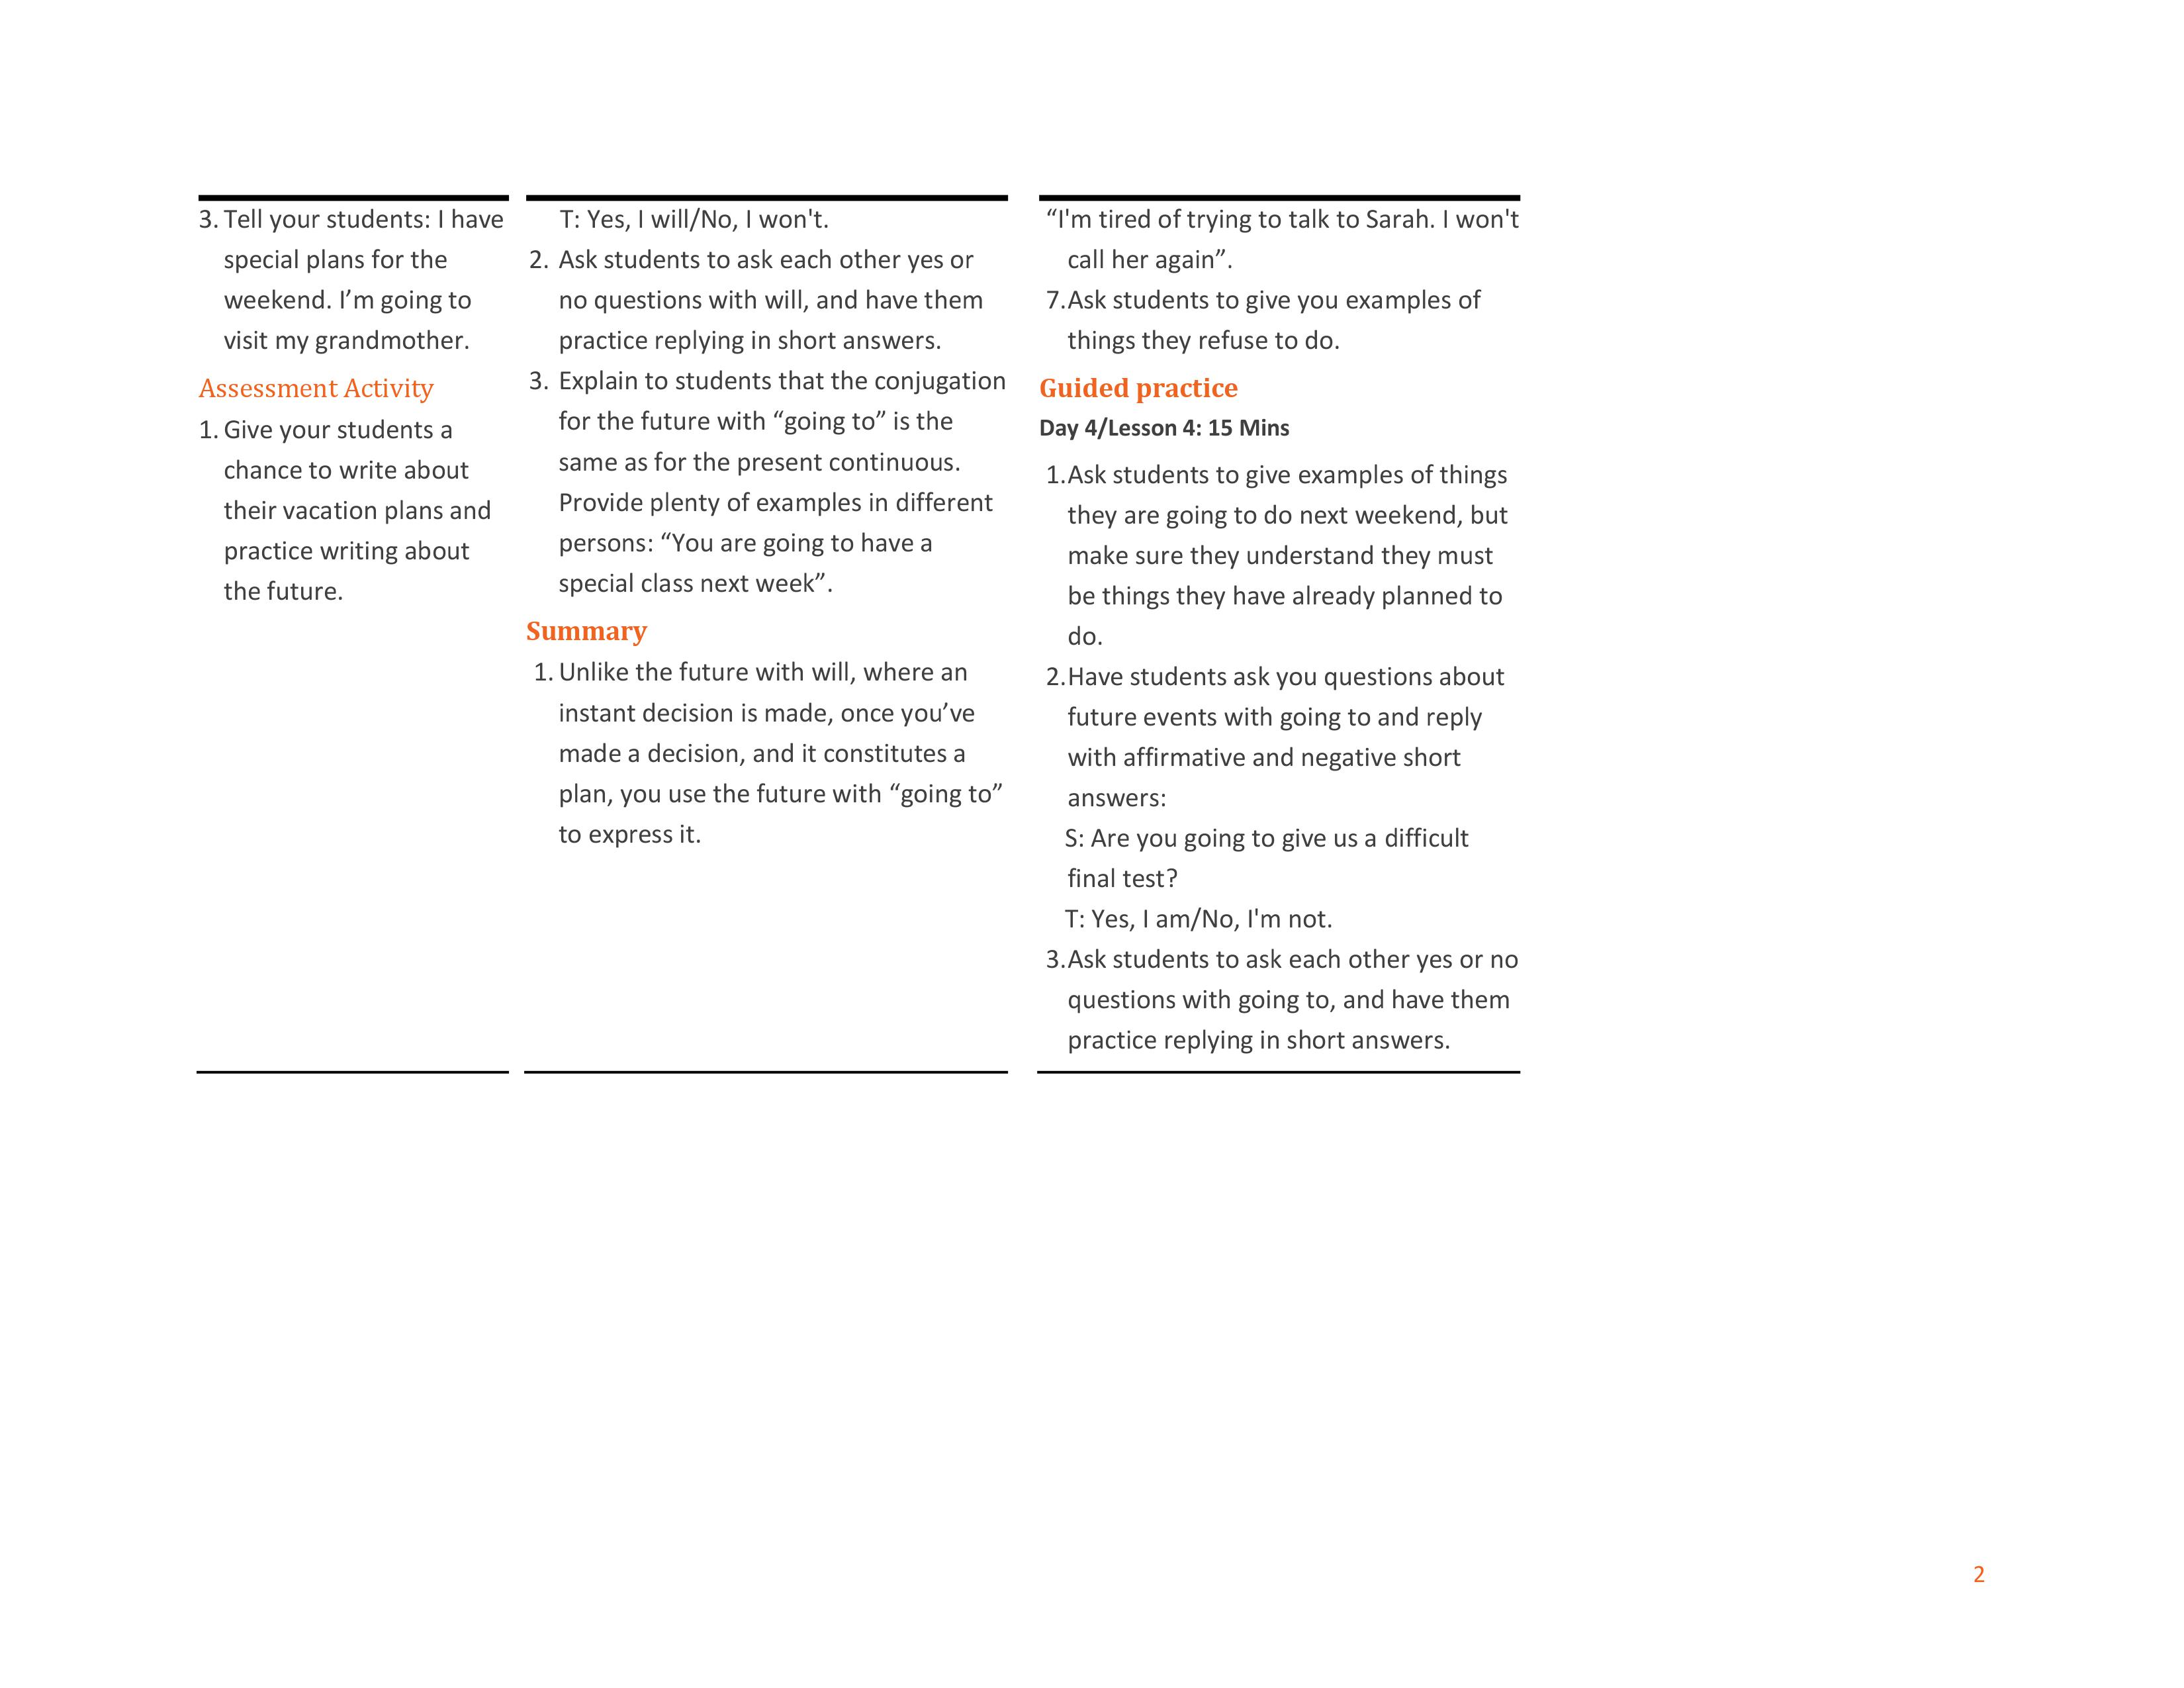 3. Tell your students: I have
special plans for the
weekend. I’m going to
visit my grandmother.
Assessment Activity
1. Give your students a
chance to write about
their vacation plans and
practice writing about
the future.
T: Yes, I will/No, I won't.
2. Ask students to ask each other yes or
no questions with will, and have them
practice replying in short answers.
3. Explain to students that the conjugation
for the future with “going to” is the
same as for the present continuous.
Provide plenty of examples in different
persons: “You are going to have a
special class next week”.
Summary
1. Unlike the future with will, where an
instant decision is made, once you’ve
made a decision, and it constitutes a
plan, you use the future with “going to”
to express it.
“I'm tired of trying to talk to Sarah. I won't
call her again”.
7.Ask students to give you examples of
things they refuse to do.
Guided practice
Day 4/Lesson 4: 15 Mins
1.Ask students to give examples of things
they are going to do next weekend, but
make sure they understand they must
be things they have already planned to
do.
2.Have students ask you questions about
future events with going to and reply
with affirmative and negative short
answers:
S: Are you going to give us a difficult
final test?
T: Yes, I am/No, I'm not.
3.Ask students to ask each other yes or no
questions with going to, and have them
practice replying in short answers.
2